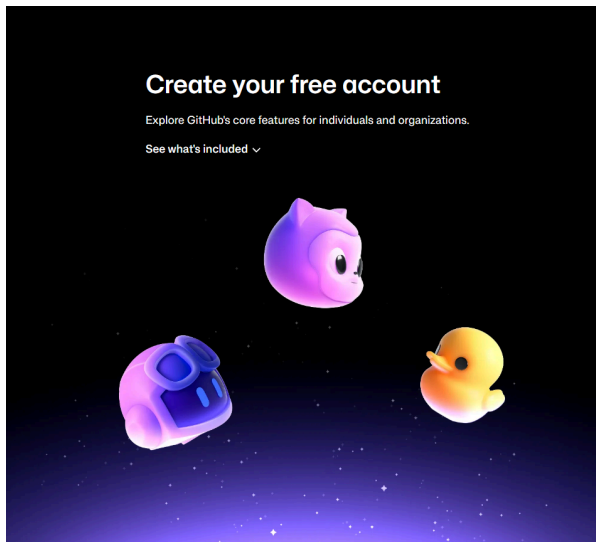 Create your free account
Explore GitHub's core features for individuals and organizations.
See what's included